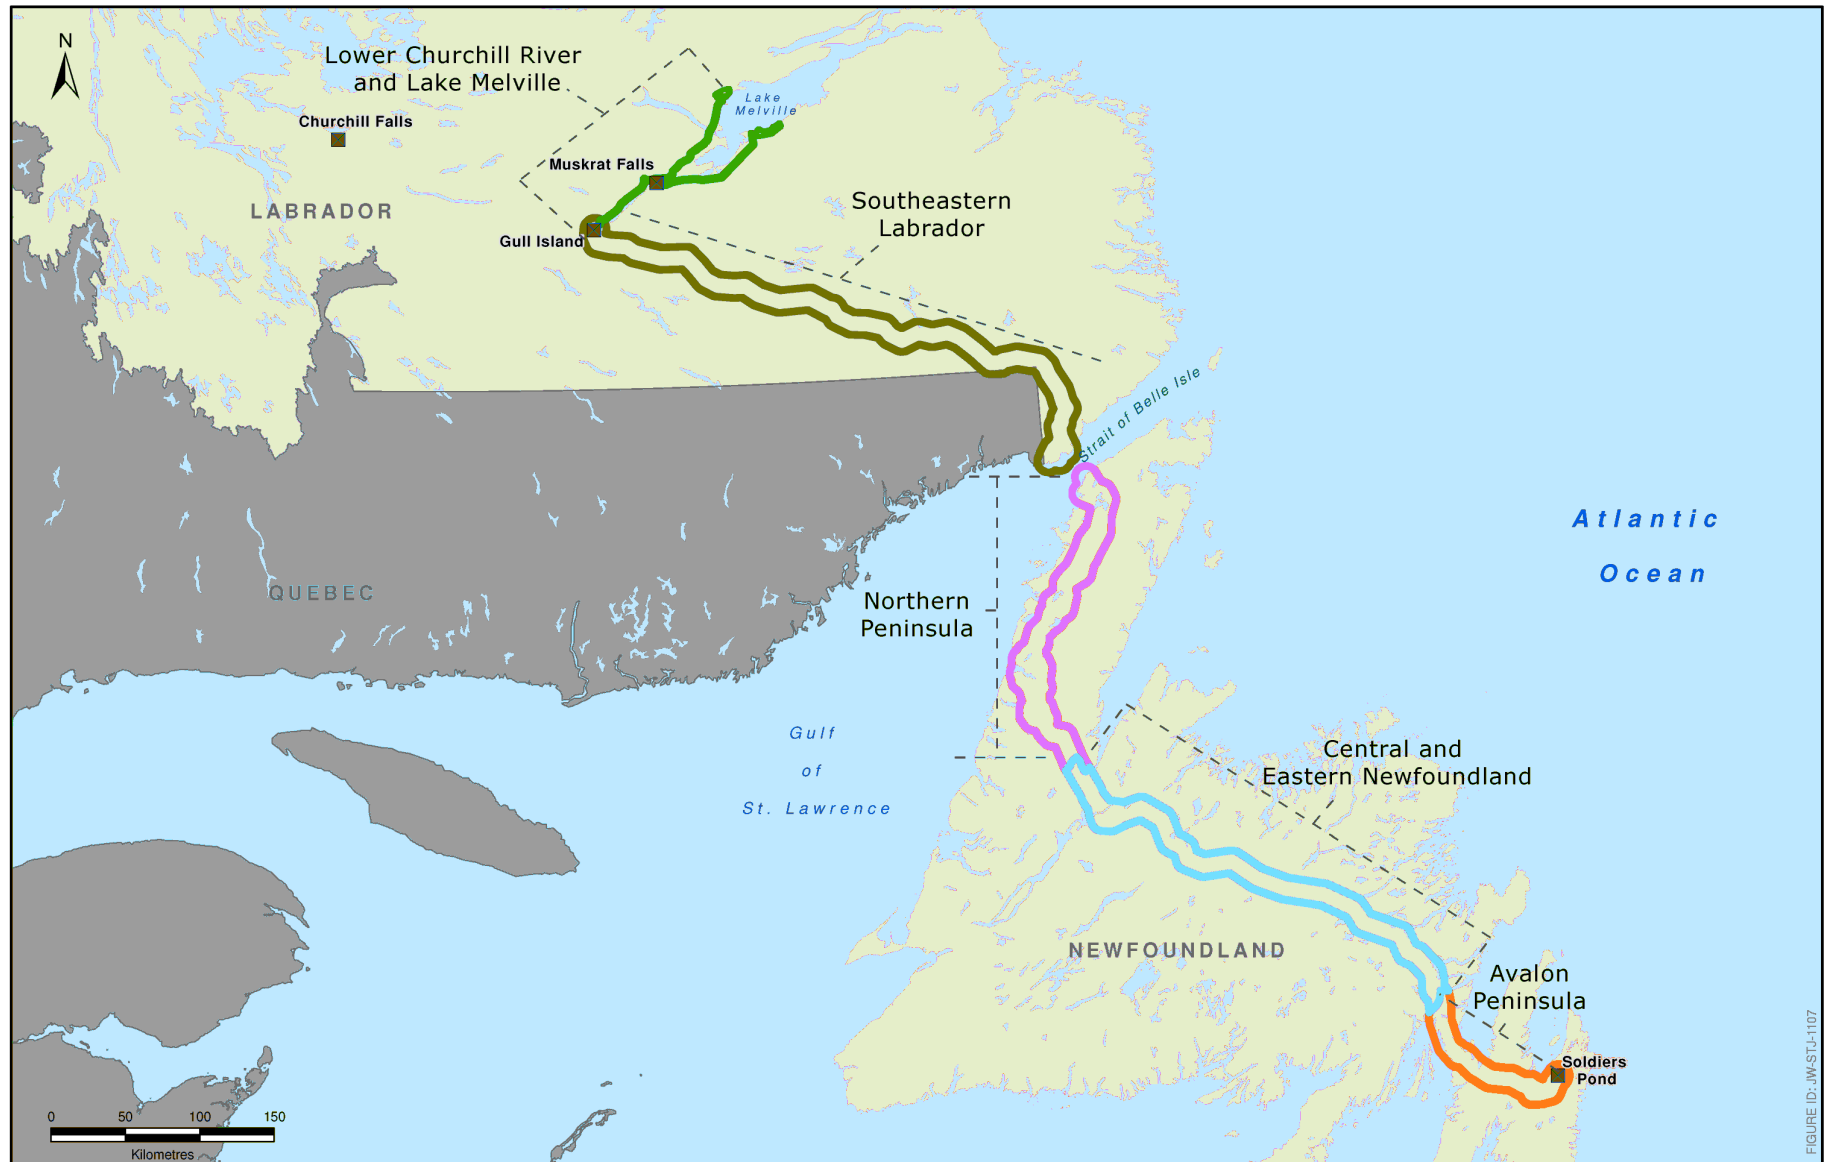 N
Lower Churchill River
and Lake Melville
Lake
Melville
Churchill Falls
Muskrat Falls
LABRADOR
Southeastern
Labrador
Gull Island
Strait of Belle Isle
Atlantic
Ocean
QUEBEC
Northern
Peninsula
Gulf
of
St. Lawrence
Central and
Eastern Newfoundland
NEWFOUNDLAND
Avalon
Peninsula
Soldiers
Pond
0 50 100 150
Kilometres
FIGURE ID: JW-STJ-1107